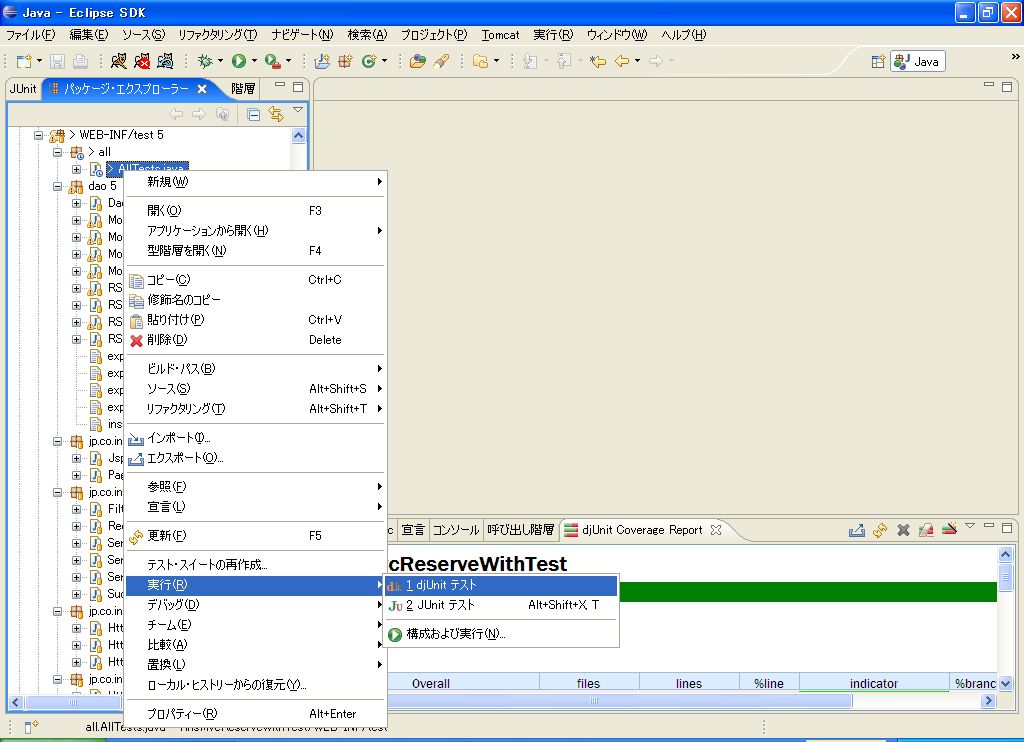 Java - Eclipse SDK
ファイル(F) 編集(E) ソース(S) リファクタリング(T) ナビゲート(N) 検索(A) プロジェクト(P) Tomcat 実行(R) ウィンドウ(W) ヘルプ(H)
Java
JUnit パッケージ・エクスプローラー 階層
> WEB-INF/test 5
> all
> AllTests.java
dao 5
Da
Mo
Mo
Mo
Mo
RS
RS
RS
RS
exp
exp
exp
exp
ins
jp.co.in
Jsp
Pa
jp.co.in
Filt
Re
Ser
Ser
Ser
Suc
jp.co.in
Htt
Htt
Htt
jp.co.in
新規(W)
開く(O) F3
アプリケーションから開く(H)
型階層を開く(N) F4
コピー(C) Ctrl+C
修飾名のコピー
貼り付け(P) Ctrl+V
削除(D) Delete
ビルド・パス(B)
ソース(S) Alt+Shift+S
リファクタリング(T) Alt+Shift+T
インポート(I)...
エクスポート(O)...
参照(F)
宣言(L)
更新(F) F5
テスト・スイートの再作成...
実行(R)
デバッグ(D)
チーム(E)
比較(A)
置換(L)
ローカル・ヒストリーからの復元(Y)...
プロパティー(R) Alt+Enter
1 djUnit テスト
2 JUnit テスト Alt+Shift+X, T
構成および実行(N)...
c 宣言 コンソール 呼び出し階層 djUnit Coverage Report
cReserveWithTest
Overall files lines %line indicator %branc